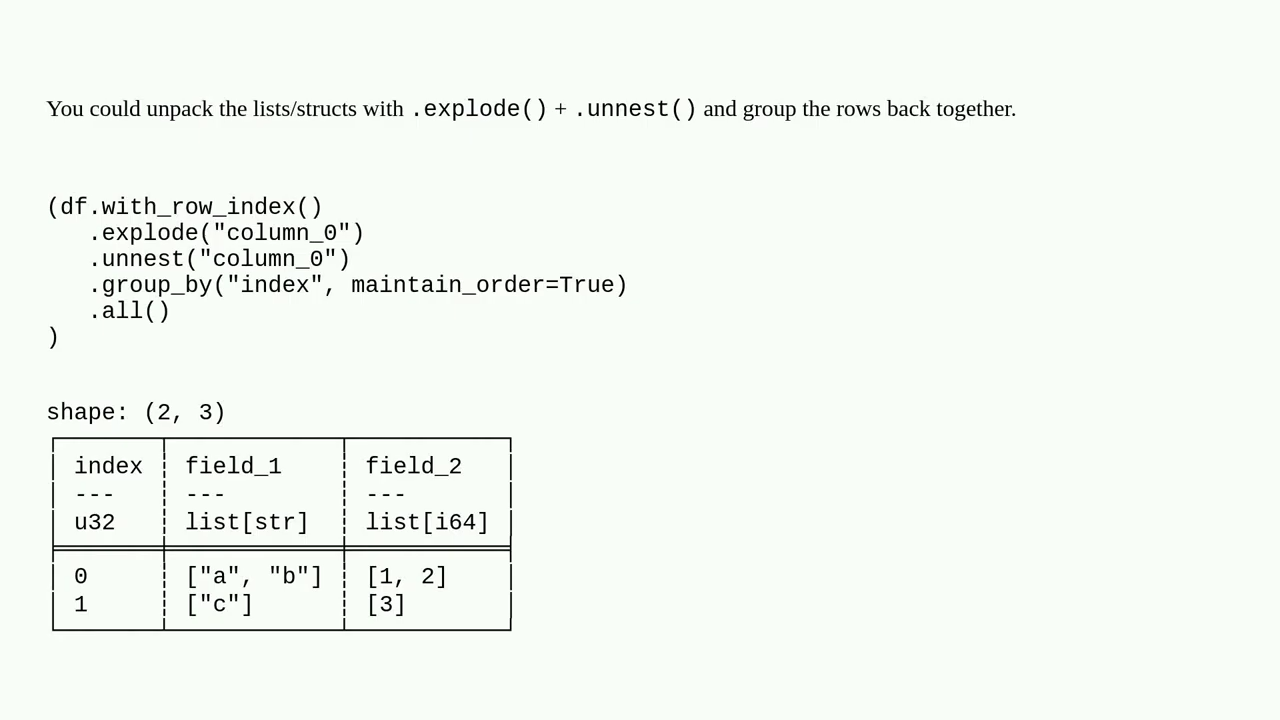 You could unpack the lists/structs with .explode() + .unnest() and group the rows back together.
(df.with_row_index()
   .explode("column_0")
   .unnest("column_0")
   .group_by("index", maintain_order=True)
   .all()
)
shape: (2, 3)
┌───────┬────────────┬───────────┐
│ index ┆ field_1    ┆ field_2   │
│ ---   ┆ ---        ┆ ---       │
│ u32   ┆ list[str]  ┆ list[i64] │
╞═══════╪════════════╪═══════════╡
│ 0     ┆ ["a", "b"] ┆ [1, 2]    │
│ 1     ┆ ["c"]      ┆ [3]       │
└───────┴────────────┴───────────┘